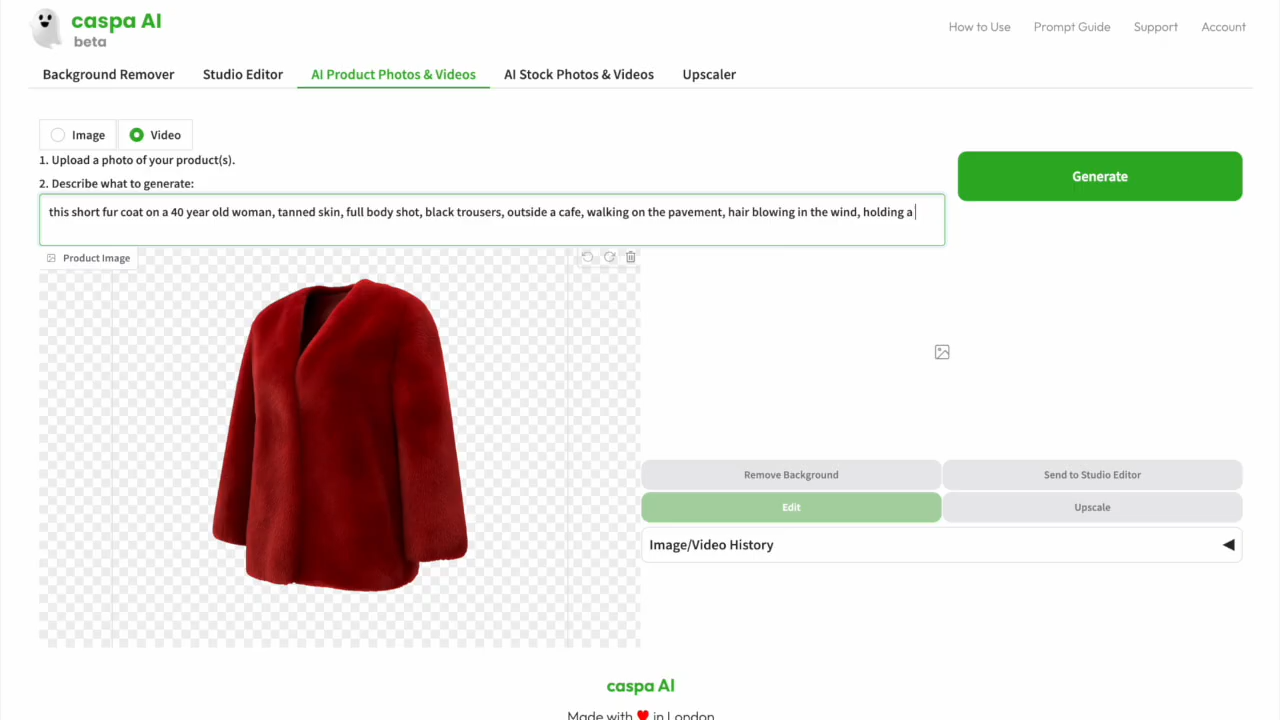 caspa AI
beta
How to Use
Prompt Guide
Support
Account
Background Remover
Studio Editor
AI Product Photos & Videos
AI Stock Photos & Videos
Upscaler
Image
Video
1. Upload a photo of your product(s).
2. Describe what to generate:
Generate
this short fur coat on a 40 year old woman, tanned skin, full body shot, black trousers, outside a cafe, walking on the pavement, hair blowing in the wind, holding a
Product Image
Remove Background
Send to Studio Editor
Edit
Upscale
Image/Video History
caspa AI
Made with ❤️ in London